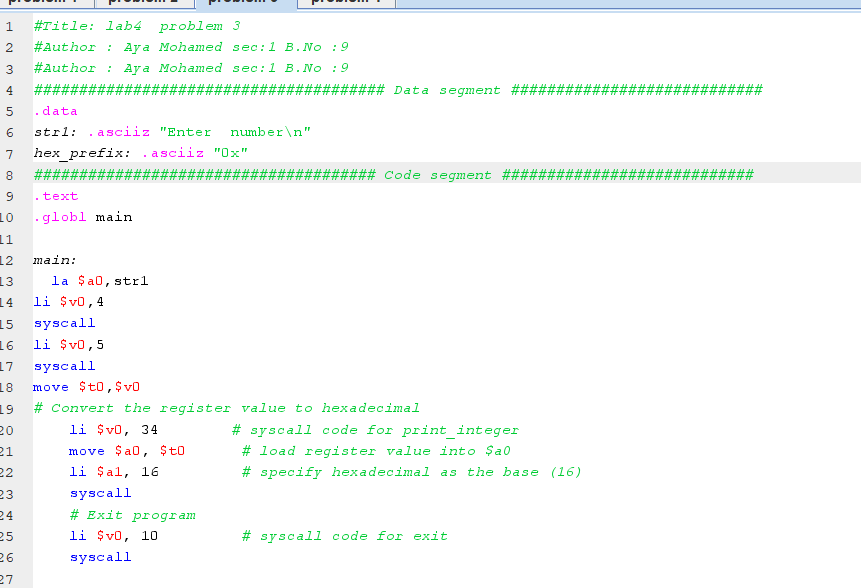 1 #Title: lab4  problem 3
2 #Author : Aya Mohamed sec:1 B.No :9
3 #Author : Aya Mohamed sec:1 B.No :9
4 ####################################### Data segment ############################
5 .data
6 str1: .asciiz "Enter  number\n"
7 hex_prefix: .asciiz "0x"
8 ###################################### Code segment ############################
9 .text
10 .globl main
11
12 main:
13   la $a0,str1
14 li $v0,4
15 syscall
16 li $v0,5
17 syscall
18 move $t0,$v0
19 # Convert the register value to hexadecimal
20     li $v0, 34        # syscall code for print_integer
21     move $a0, $t0      # load register value into $a0
22     li $a1, 16         # specify hexadecimal as the base (16)
23     syscall
24     # Exit program
25     li $v0, 10         # syscall code for exit
26     syscall
27